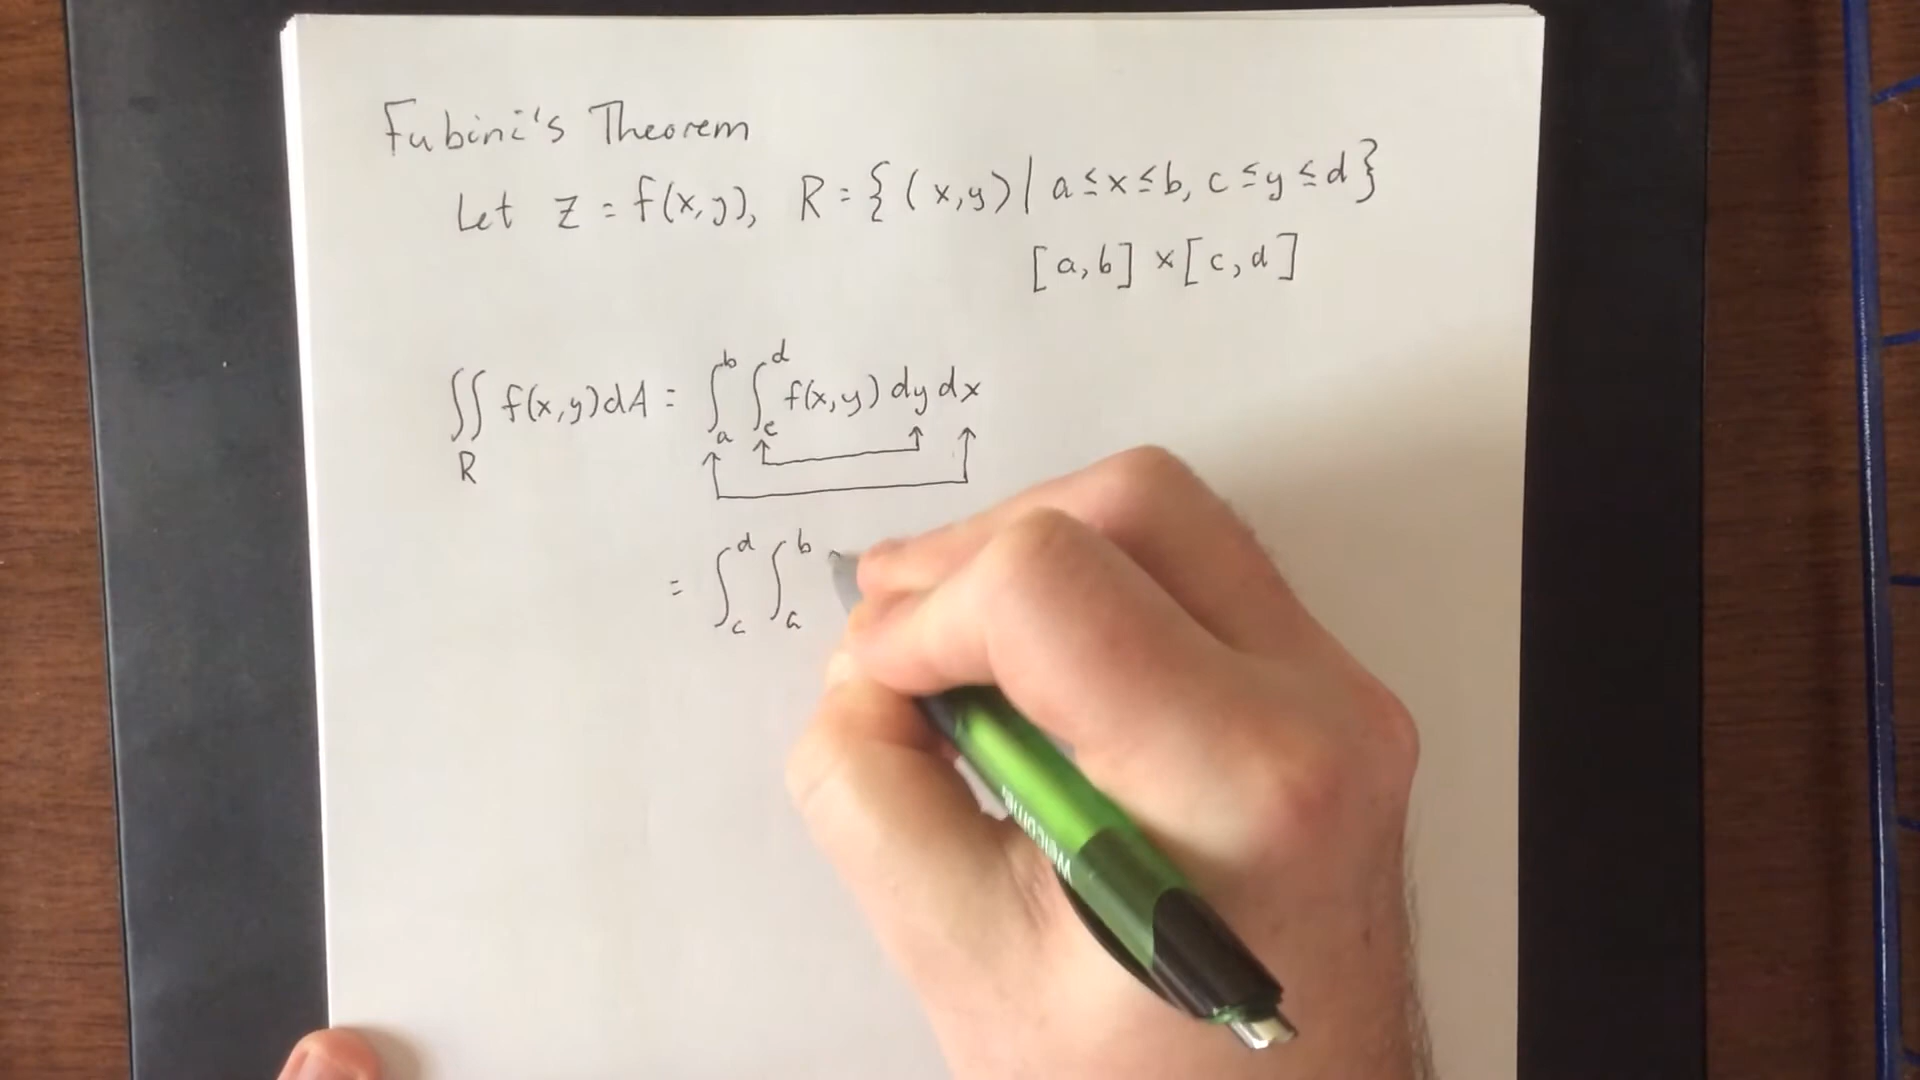 Fubini's Theorem
Let z = f(x,y), R = {(x,y) | a ≤ x ≤ b, c ≤ y ≤ d}
[a,b] × [c,d]
∬_R f(x,y)dA = ∫_a^b ∫_c^d f(x,y) dy dx
= ∫_c^d ∫_a^b